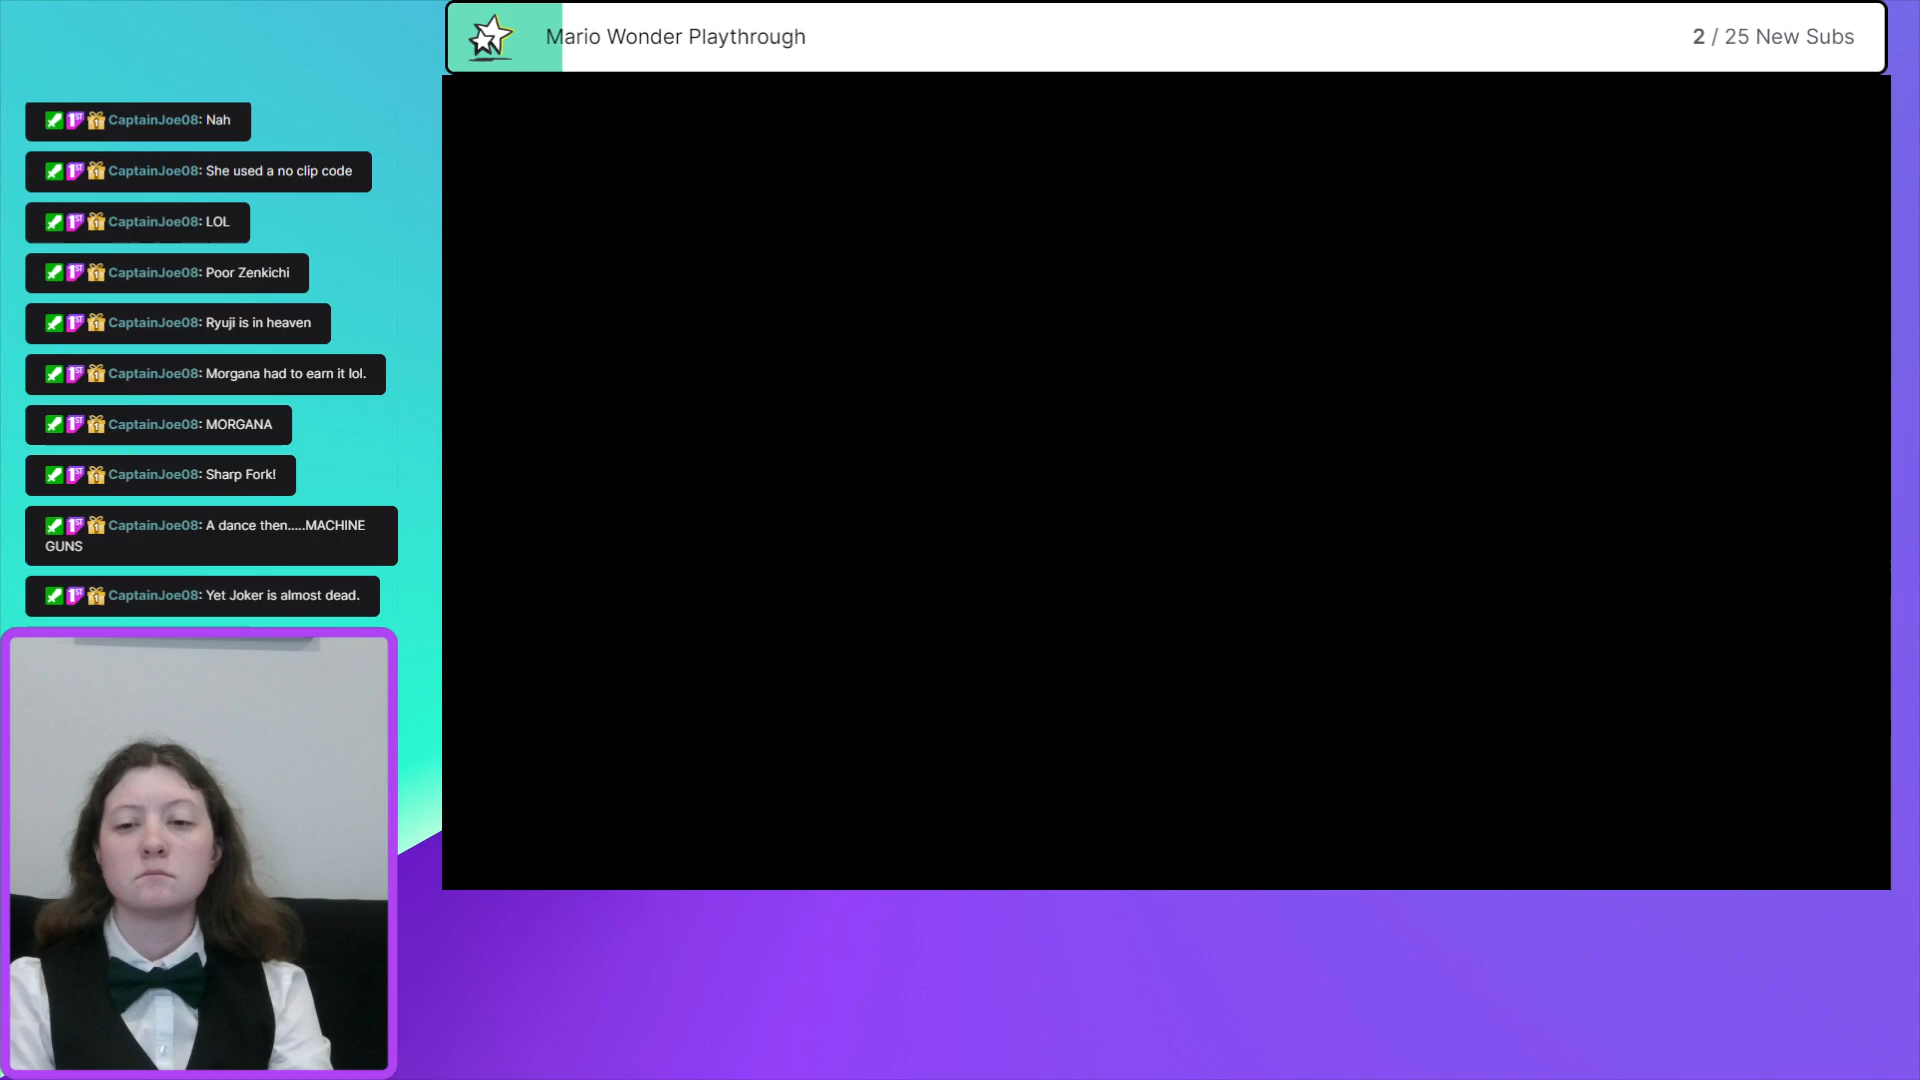 Mario Wonder Playthrough
2 / 25 New Subs
CaptainJoe08: Nah
CaptainJoe08: She used a no clip code
CaptainJoe08: LOL
CaptainJoe08: Poor Zenkichi
CaptainJoe08: Ryuji is in heaven
CaptainJoe08: Morgana had to earn it lol.
CaptainJoe08: MORGANA
CaptainJoe08: Sharp Fork!
CaptainJoe08: A dance then.....MACHINE
GUNS
CaptainJoe08: Yet Joker is almost dead.